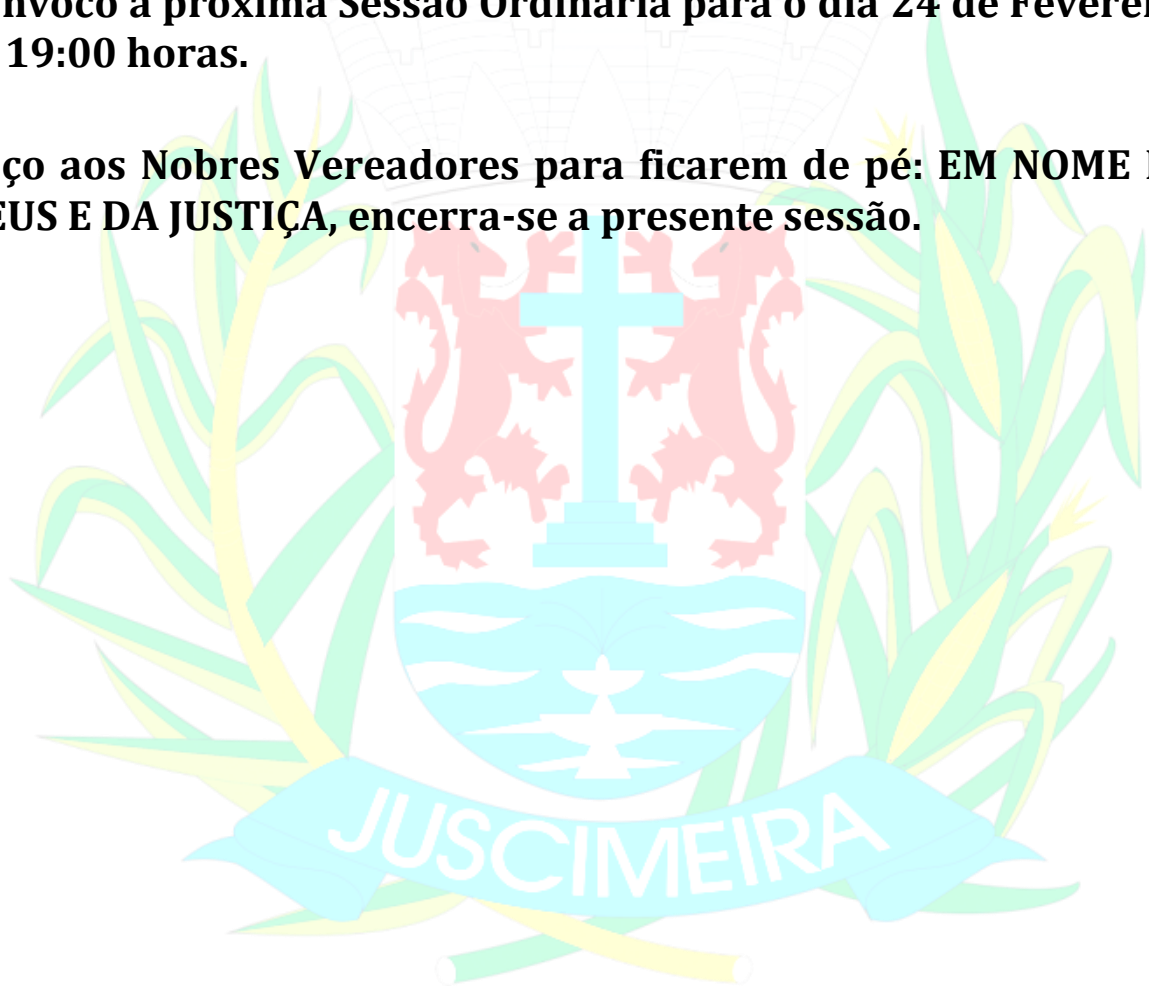 nvoco a próxima Sessão Ordinária para o dia 24 de Fevere
19:00 horas.
ço aos Nobres Vereadores para ficarem de pé: EM NOME
EUS E DA JUSTIÇA, encerra-se a presente sessão.
JUSCIMEIRA